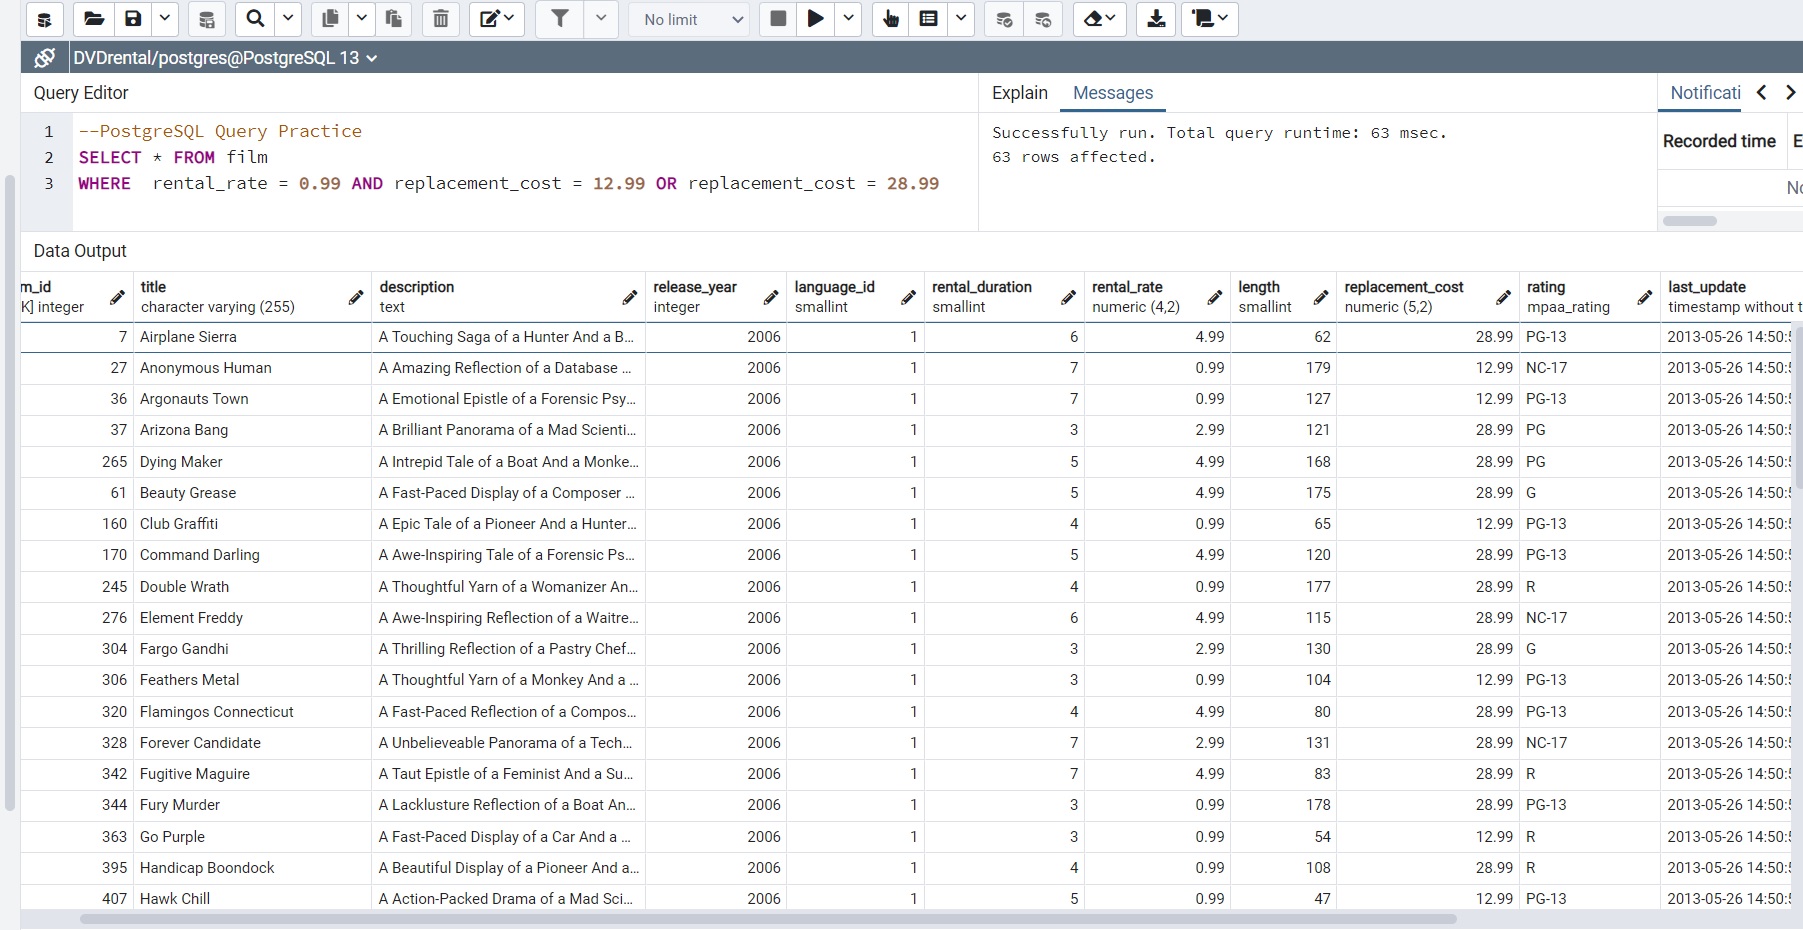 No limit
DVDrental/postgres@PostgreSQL 13
Query Editor
1 --PostgreSQL Query Practice
2 SELECT * FROM film
3 WHERE rental_rate = 0.99 AND replacement_cost = 12.99 OR replacement_cost = 28.99
Explain Messages
Successfully run. Total query runtime: 63 msec.
63 rows affected.
Notificati
Recorded time E
No
Data Output
m_id title description release_year language_id rental_duration rental_rate length replacement_cost rating last_update
K] integer character varying (255) text integer smallint smallint numeric (4,2) smallint numeric (5,2) mpaa_rating timestamp without t
7 Airplane Sierra A Touching Saga of a Hunter And a B... 2006 1 6 4.99 62 28.99 PG-13 2013-05-26 14:50:5
27 Anonymous Human A Amazing Reflection of a Database ... 2006 1 7 0.99 179 12.99 NC-17 2013-05-26 14:50:5
36 Argonauts Town A Emotional Epistle of a Forensic Psy... 2006 1 7 0.99 127 12.99 PG-13 2013-05-26 14:50:5
37 Arizona Bang A Brilliant Panorama of a Mad Scienti... 2006 1 3 2.99 121 28.99 PG 2013-05-26 14:50:5
265 Dying Maker A Intrepid Tale of a Boat And a Monke... 2006 1 5 4.99 168 28.99 PG 2013-05-26 14:50:5
61 Beauty Grease A Fast-Paced Display of a Composer ... 2006 1 5 4.99 175 28.99 G 2013-05-26 14:50:5
160 Club Graffiti A Epic Tale of a Pioneer And a Hunter... 2006 1 4 0.99 65 12.99 PG-13 2013-05-26 14:50:5
170 Command Darling A Awe-Inspiring Tale of a Forensic Ps... 2006 1 5 4.99 120 28.99 PG-13 2013-05-26 14:50:5
245 Double Wrath A Thoughtful Yarn of a Womanizer An... 2006 1 4 0.99 177 28.99 R 2013-05-26 14:50:5
276 Element Freddy A Awe-Inspiring Reflection of a Waitre... 2006 1 6 4.99 115 28.99 NC-17 2013-05-26 14:50:5
304 Fargo Gandhi A Thrilling Reflection of a Pastry Chef... 2006 1 3 2.99 130 28.99 G 2013-05-26 14:50:5
306 Feathers Metal A Thoughtful Yarn of a Monkey And a ... 2006 1 3 0.99 104 12.99 PG-13 2013-05-26 14:50:5
320 Flamingos Connecticut A Fast-Paced Reflection of a Compos... 2006 1 4 4.99 80 28.99 PG-13 2013-05-26 14:50:5
328 Forever Candidate A Unbelieveable Panorama of a Tech... 2006 1 7 2.99 131 28.99 NC-17 2013-05-26 14:50:5
342 Fugitive Maguire A Taut Epistle of a Feminist And a Su... 2006 1 7 4.99 83 28.99 R 2013-05-26 14:50:5
344 Fury Murder A Lacklusture Reflection of a Boat An... 2006 1 3 0.99 178 28.99 PG-13 2013-05-26 14:50:5
363 Go Purple A Fast-Paced Display of a Car And a ... 2006 1 3 0.99 54 12.99 R 2013-05-26 14:50:5
395 Handicap Boondock A Beautiful Display of a Pioneer And a... 2006 1 4 0.99 108 28.99 R 2013-05-26 14:50:5
407 Hawk Chill A Action-Packed Drama of a Mad Sci... 2006 1 5 0.99 47 12.99 PG-13 2013-05-26 14:50:5